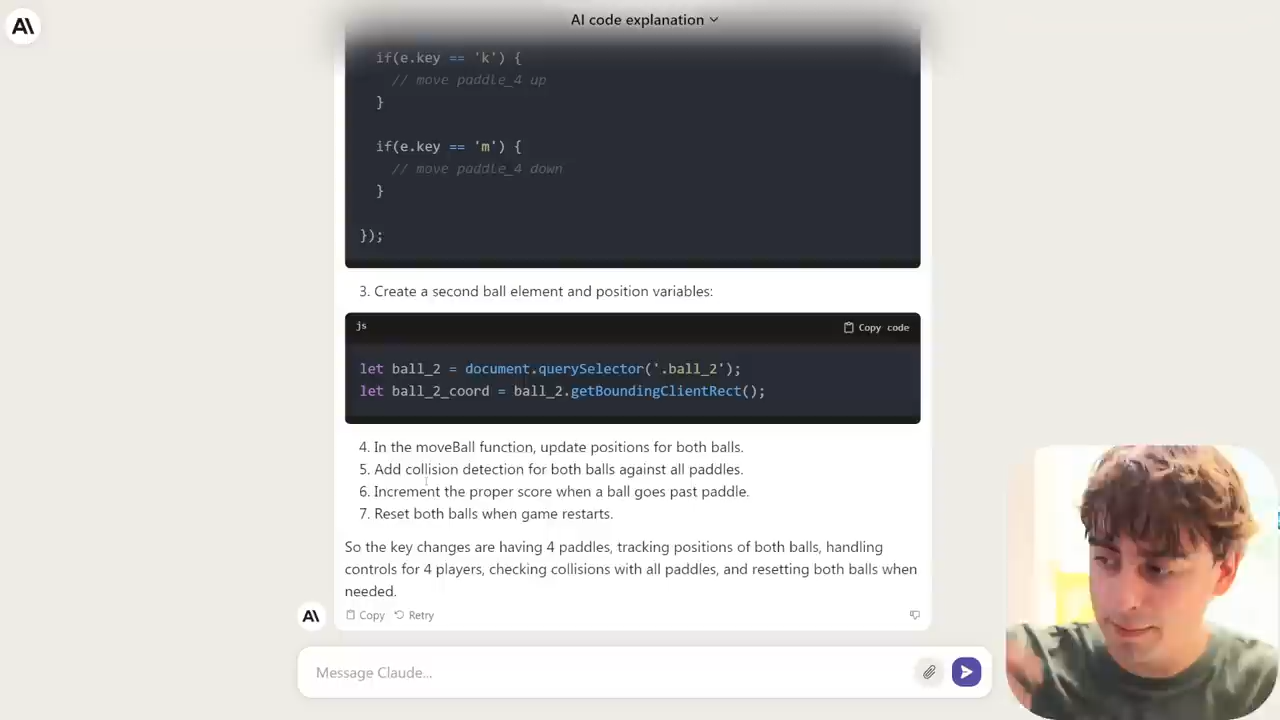 AI code explanation
if(e.key == 'k') {
// move paddle_4 up
}
if(e.key == 'm') {
// move paddle_4 down
}
});
3. Create a second ball element and position variables:
js
Copy code
let ball_2 = document.querySelector('.ball_2');
let ball_2_coord = ball_2.getBoundingClientRect();
4. In the moveBall function, update positions for both balls.
5. Add collision detection for both balls against all paddles.
6. Increment the proper score when a ball goes past paddle.
7. Reset both balls when game restarts.
So the key changes are having 4 paddles, tracking positions of both balls, handling
controls for 4 players, checking collisions with all paddles, and resetting both balls when
needed.
Copy Retry
Message Claude...